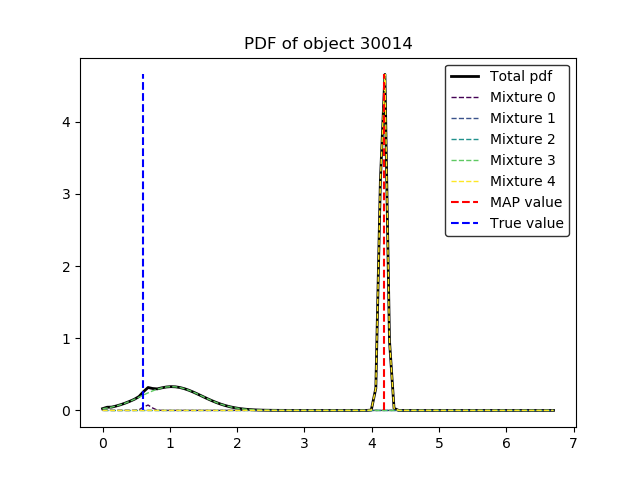 PDF of object 30014
Total pdf
Mixture 0
Mixture 1
Mixture 2
Mixture 3
Mixture 4
MAP value
True value
4
3
2
1
0
0 1 2 3 4 5 6 7